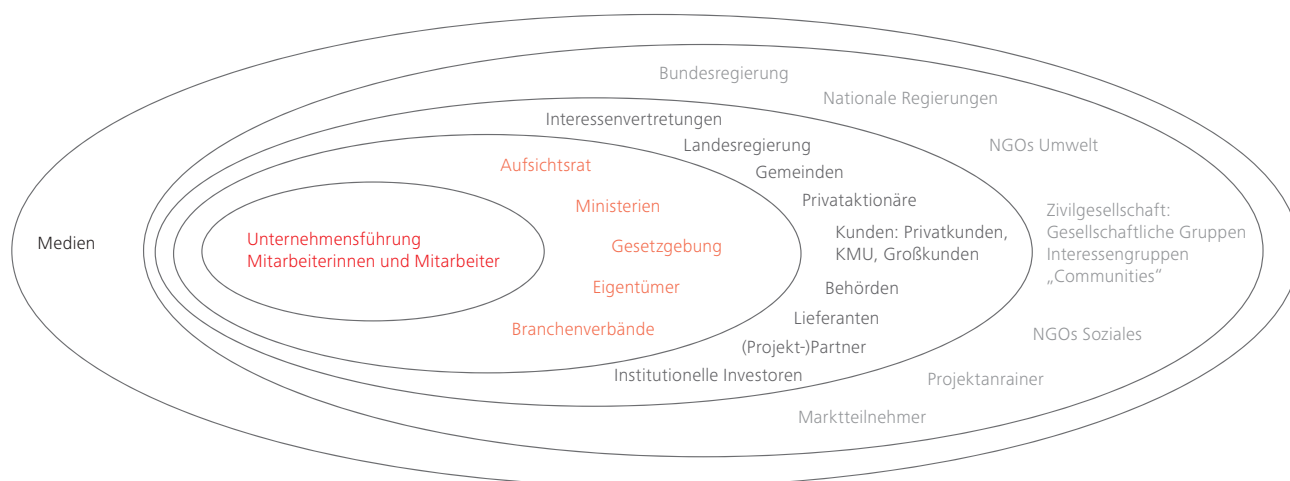 Bundesregierung
Nationale Regierungen
Interessenvertretungen
Landesregierung
NGOs Umwelt
Aufsichtsrat
Gemeinden
Ministerien
Privataktionäre
Zivilgesellschaft:
Gesellschaftliche Gruppen
Interessengruppen
„Communities“
Medien
Unternehmensführung
Mitarbeiterinnen und Mitarbeiter
Gesetzgebung
Kunden: Privatkunden,
KMU, Großkunden
Eigentümer
Behörden
Branchenverbände
Lieferanten
NGOs Soziales
(Projekt-)Partner
Institutionelle Investoren
Projektanrainer
Marktteilnehmer